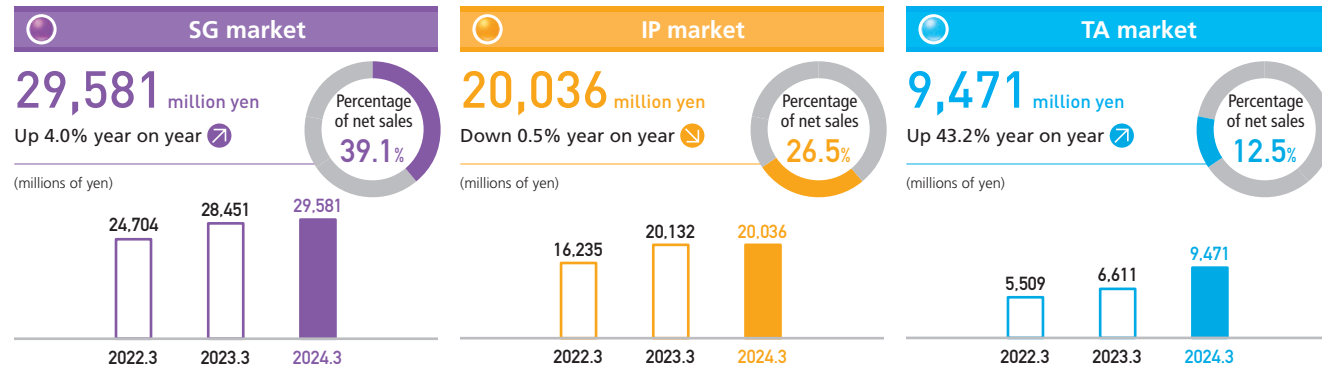 SG market
29,581 million yen
Up 4.0% year on year
Percentage
of net sales
39.1%
(millions of yen)
24,704
28,451
29,581
2022.3
2023.3
2024.3
IP market
20,036 million yen
Down 0.5% year on year
Percentage
of net sales
26.5%
(millions of yen)
16,235
20,132
20,036
2022.3
2023.3
2024.3
TA market
9,471 million yen
Up 43.2% year on year
Percentage
of net sales
12.5%
(millions of yen)
5,509
6,611
9,471
2022.3
2023.3
2024.3